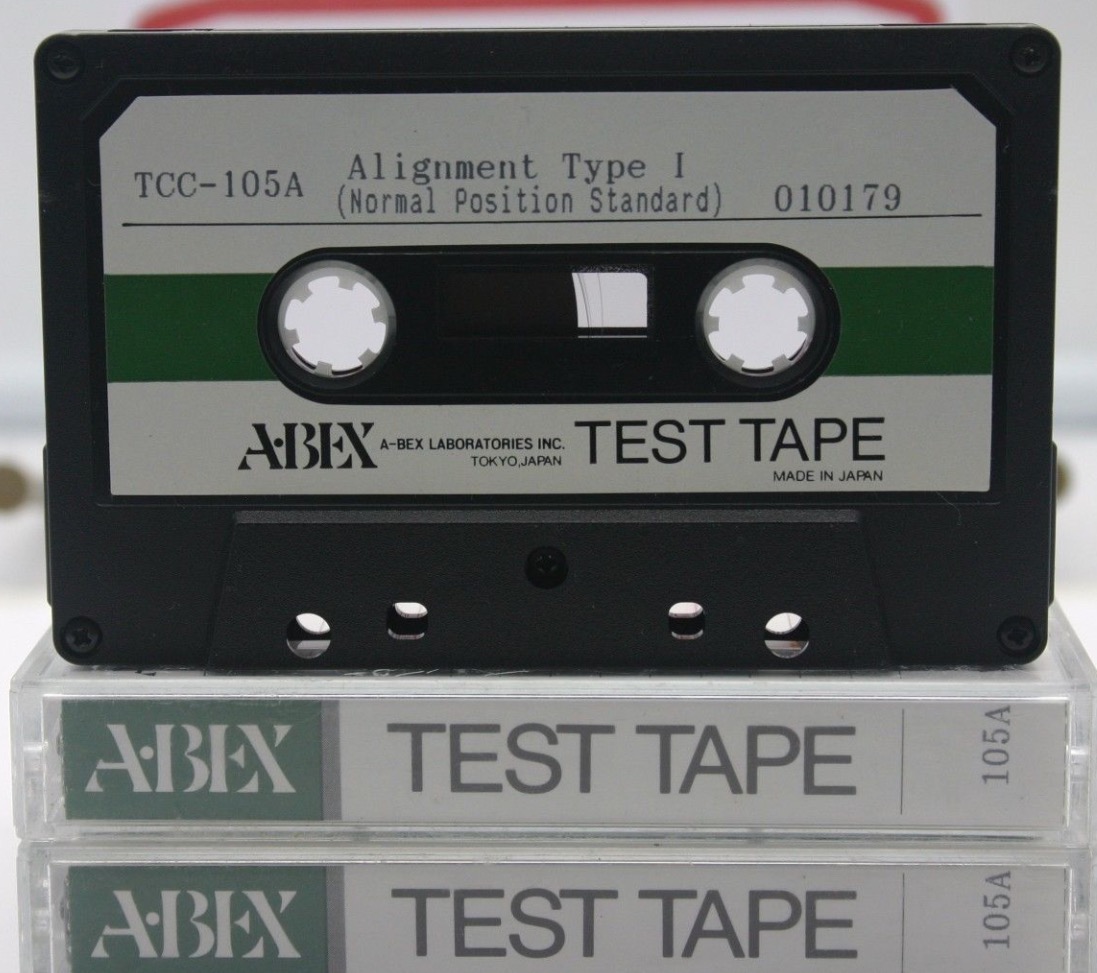 TCC-105A Alignment Type I
(Normal Position Standard) 010179
A·BEX A-BEX LABORATORIES INC. TEST TAPE
TOKYO,JAPAN
MADE IN JAPAN
A·BEX TEST TAPE 105A
A·BEX TEST TAPE 105A